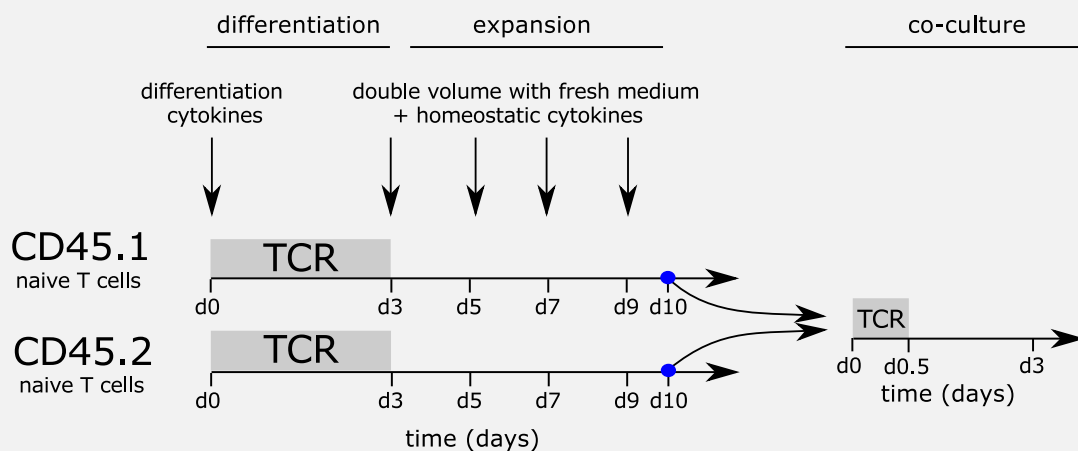 differentiation
expansion
co-culture
differentiation
cytokines
double volume with fresh medium
+ homeostatic cytokines
CD45.1
naive T cells
TCR
d0 d3 d5 d7 d9 d10
CD45.2
naive T cells
TCR
d0 d3 d5 d7 d9 d10
time (days)
TCR
d0 d0.5 d3
time (days)